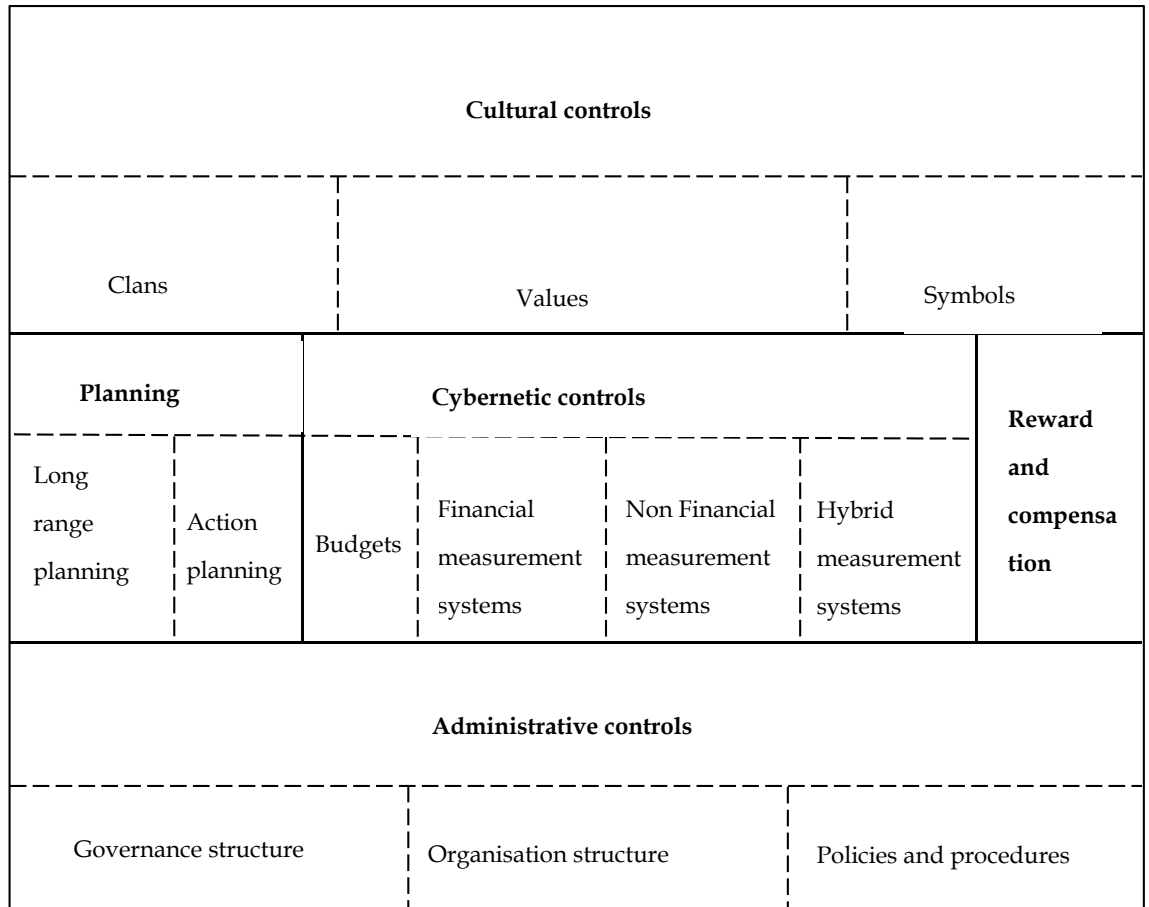 Cultural controls
Clans
Values
Symbols
Planning
Cybernetic controls
Reward
and
compensa
tion
Long
range
planning
Action
planning
Budgets
Financial
measurement
systems
Non Financial
measurement
systems
Hybrid
measurement
systems
Administrative controls
Governance structure
Organisation structure
Policies and procedures